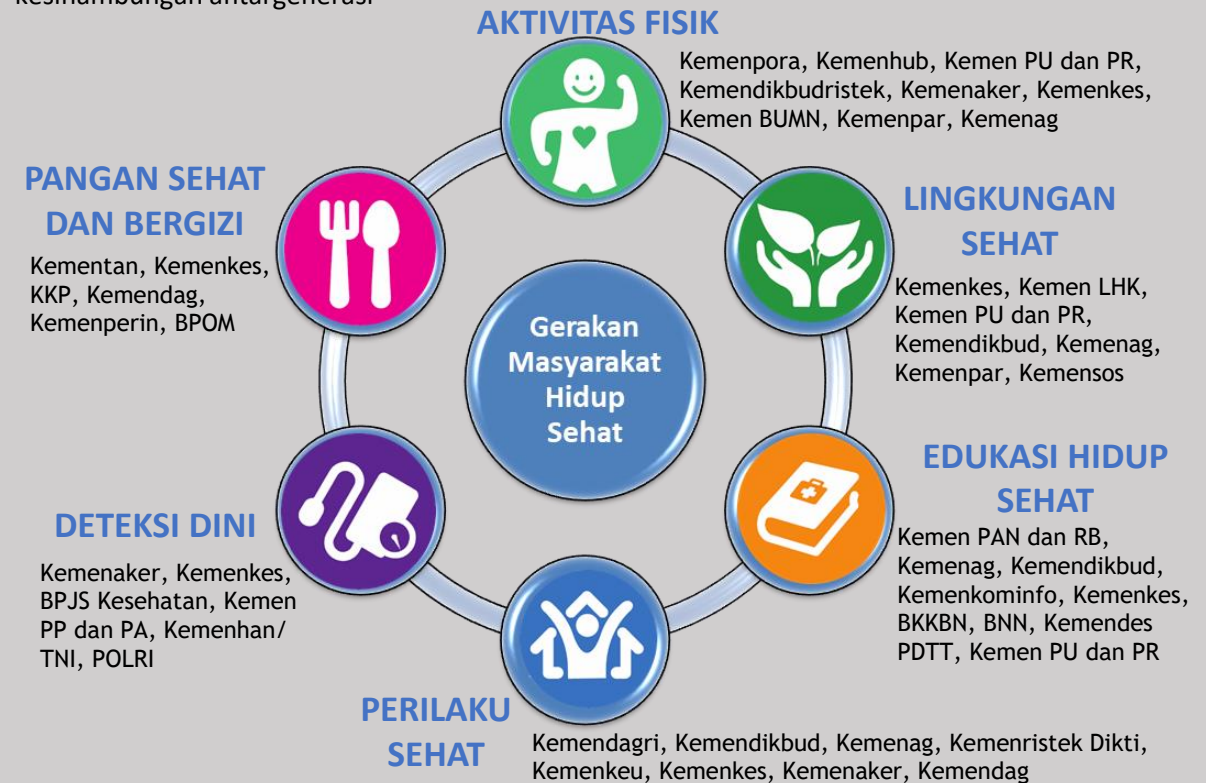 kesinambungan antargenerasi
AKTIVITAS FISIK
Kemenpora, Kemenhub, Kemen PU dan PR,
Kemendikbudristek, Kemenaker, Kemenkes,
Kemen BUMN, Kemenpar, Kemenag
PANGAN SEHAT
DAN BERGIZI
Kementan, Kemenkes,
KKP, Kemendag,
Kemenperin, BPOM
LINGKUNGAN
SEHAT
Kemenkes, Kemen LHK,
Kemen PU dan PR,
Kemendikbud, Kemenag,
Kemenpar, Kemensos
Gerakan
Masyarakat
Hidup
Sehat
EDUKASI HIDUP
SEHAT
Kemen PAN dan RB,
Kemenag, Kemendikbud,
Kemenkominfo, Kemenkes,
BKKBN, BNN, Kemendes
PDTT, Kemen PU dan PR
DETEKSI DINI
Kemenaker, Kemenkes,
BPJS Kesehatan, Kemen
PP dan PA, Kemenhan/
TNI, POLRI
PERILAKU
SEHAT
Kemendagri, Kemendikbud, Kemenag, Kemenristek Dikti,
Kemenkeu, Kemenkes, Kemenaker, Kemendag